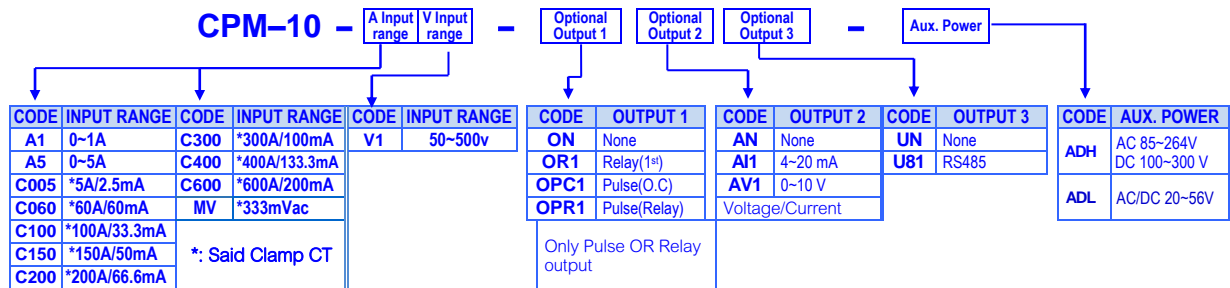 CPM–10 – A Input range V Input range – Optional Output 1 Optional Output 2 Optional Output 3 – Aux. Power
CODE INPUT RANGE CODE INPUT RANGE CODE INPUT RANGE CODE OUTPUT 1 CODE OUTPUT 2 CODE OUTPUT 3 CODE AUX. POWER
A1 0~1A C300 *300A/100mA V1 50~500v ON None AN None UN None ADH AC 85~264V
DC 100~300 V
A5 0~5A C400 *400A/133.3mA OR1 Relay(1st) AI1 4~20 mA U81 RS485
C005 *5A/2.5mA C600 *600A/200mA OPC1 Pulse(O.C) AV1 0~10 V ADL AC/DC 20~56V
C060 *60A/60mA MV *333mVac OPR1 Pulse(Relay) Voltage/Current
C100 *100A/33.3mA
C150 *150A/50mA *: Said Clamp CT Only Pulse OR Relay
output
C200 *200A/66.6mA